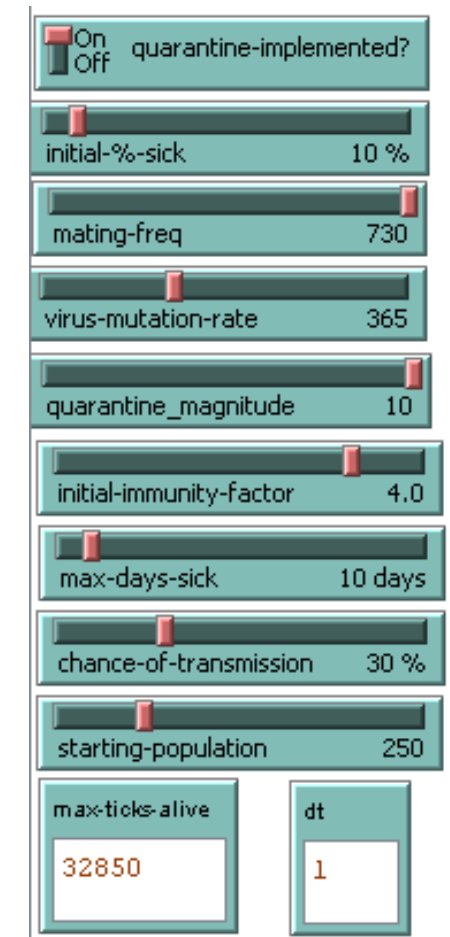 On
Off
quarantine-implemented?
initial-%-sick 10 %
mating-freq 730
virus-mutation-rate 365
quarantine_magnitude 10
initial-immunity-factor 4.0
max-days-sick 10 days
chance-of-transmission 30 %
starting-population 250
max-ticks-alive
32850
dt
1